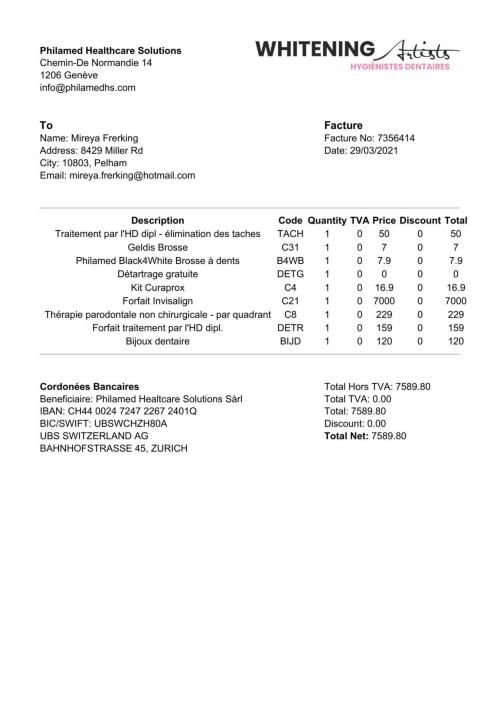 Philamed Healthcare Solutions
Chemin-De Normandie 14
1206 Genève
info@philamedhs.com
WHITENING Artists
HYGIÉNISTES DENTAIRES
To
Name: Mireya Frerking
Address: 8429 Miller Rd
City: 10803, Pelham
Email: mireya.frerking@hotmail.com
Facture
Facture No: 7356414
Date: 29/03/2021
Description Code Quantity TVA Price Discount Total
Traitement par l'HD dipl - élimination des taches TACH 1 0 50 0 50
Geldis Brosse C31 1 0 7 0 7
Philamed Black4White Brosse à dents B4WB 1 0 7.9 0 7.9
Détartrage gratuite DETG 1 0 0 0 0
Kit Curaprox C4 1 0 16.9 0 16.9
Forfait Invisalign C21 1 0 7000 0 7000
Thérapie parodontale non chirurgicale - par quadrant C8 1 0 229 0 229
Forfait traitement par l'HD dipl. DETR 1 0 159 0 159
Bijoux dentaire BIJD 1 0 120 0 120
Cordonées Bancaires
Beneficiaire: Philamed Healtcare Solutions Sàrl
IBAN: CH44 0024 7247 2267 2401Q
BIC/SWIFT: UBSWCHZH80A
UBS SWITZERLAND AG
BAHNHOFSTRASSE 45, ZURICH
Total Hors TVA: 7589.80
Total TVA: 0.00
Total: 7589.80
Discount: 0.00
Total Net: 7589.80